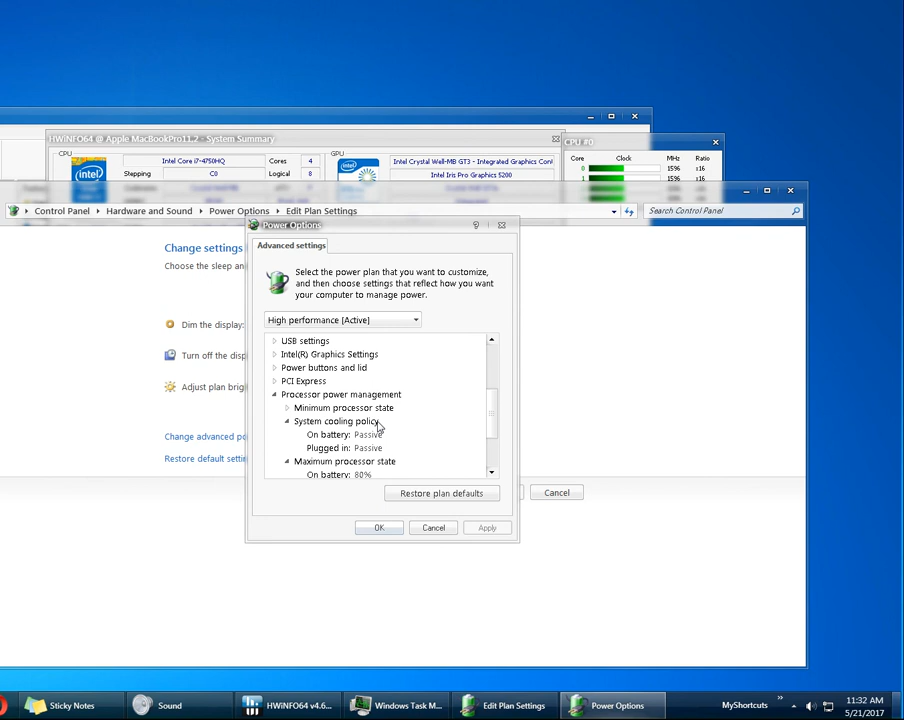 HWiNFO64 @ Apple MacBookPro11,2 - System Summary
CPU
Intel Core i7-4750HQ
Cores 4
Stepping C0
Logical 8
intel
GPU
Intel Crystal Well-MB GT3 - Integrated Graphics Cont
Intel Iris Pro Graphics 5200
intel
CPU #0
Core Clock MHz Ratio
0 1596 x16
1 1596 x16
Control Panel Hardware and Sound Power Options Edit Plan Settings
Search Control Panel
Change settings
Choose the sleep an
Dim the display:
Turn off the disp
Adjust plan brig
Change advanced po
Restore default settin
Cancel
Power Options
?
Advanced settings
Select the power plan that you want to customize,
and then choose settings that reflect how you want
your computer to manage power.
High performance [Active]
USB settings
Intel(R) Graphics Settings
Power buttons and lid
PCI Express
Processor power management
Minimum processor state
System cooling policy
On battery: Passive
Plugged in: Passive
Maximum processor state
On battery: 80%
Restore plan defaults
OK Cancel Apply
Sticky Notes
Sound
HWiNFO64 v4.6...
Windows Task M...
Edit Plan Settings
Power Options
MyShortcuts »
11:32 AM
5/21/2017